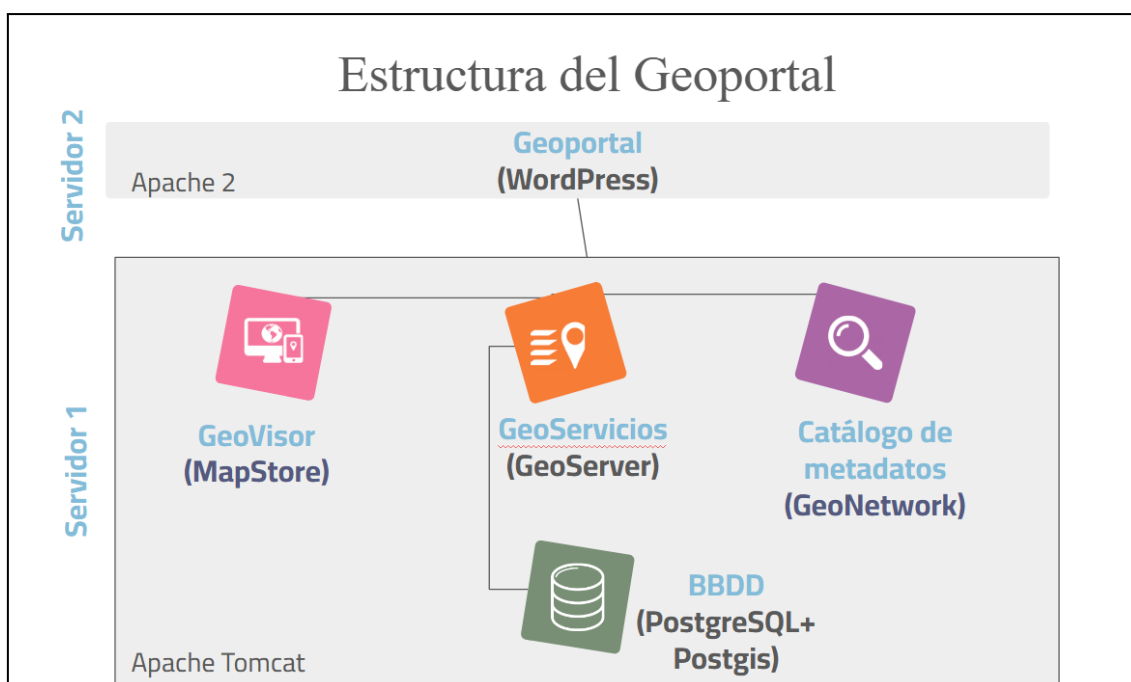 Estructura del Geoportal
Servidor 2
Geoportal
(WordPress)
Apache 2
Servidor 1
GeoVisor
(MapStore)
GeoServicios
(GeoServer)
Catálogo de
metadatos
(GeoNetwork)
BBDD
(PostgreSQL+
Postgis)
Apache Tomcat